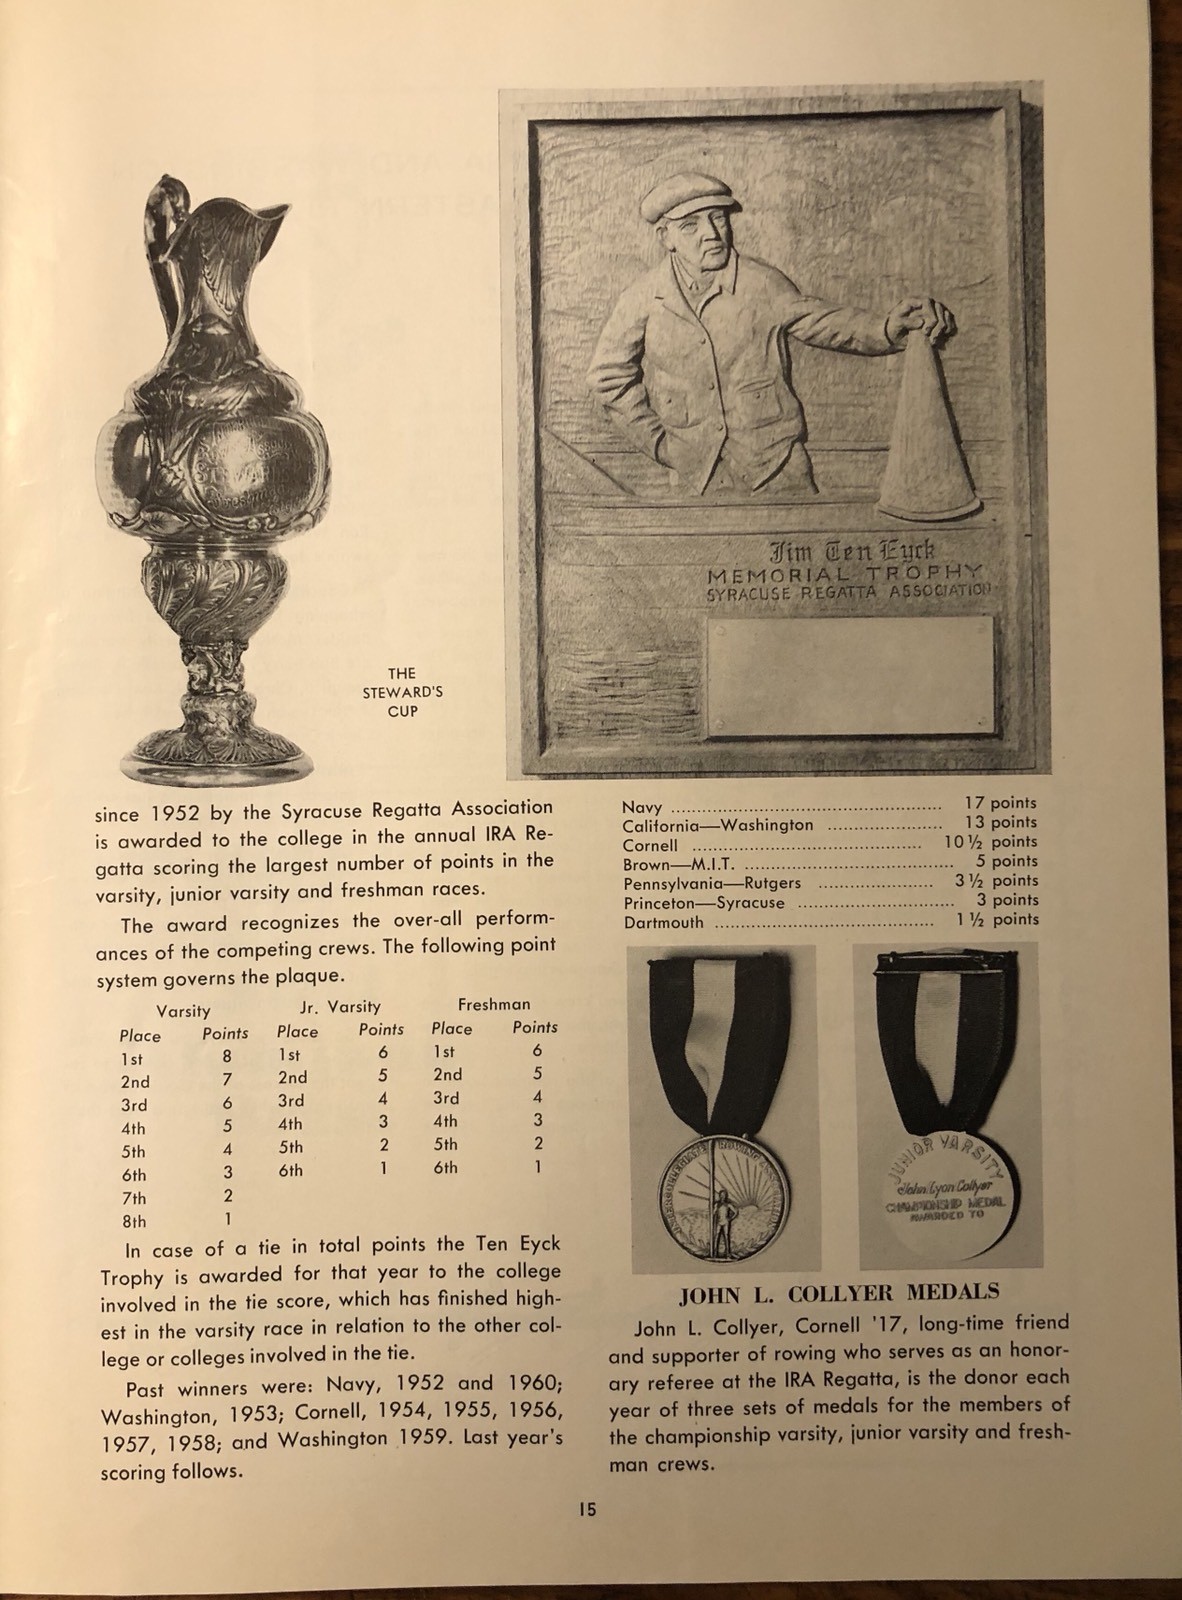 Jim Ten Eyck
MEMORIAL TROPHY
SYRACUSE REGATTA ASSOCIATION
THE
STEWARD'S
CUP
since 1952 by the Syracuse Regatta Association
is awarded to the college in the annual IRA Re-
gatta scoring the largest number of points in the
varsity, junior varsity and freshman races.
The award recognizes the over-all perform-
ances of the competing crews. The following point
system governs the plaque.
Varsity Jr. Varsity Freshman
Place Points Place Points Place Points
1st 8 1st 6 1st 6
2nd 7 2nd 5 2nd 5
3rd 6 3rd 4 3rd 4
4th 5 4th 3 4th 3
5th 4 5th 2 5th 2
6th 3 6th 1 6th 1
7th 2
8th 1
In case of a tie in total points the Ten Eyck
Trophy is awarded for that year to the college
involved in the tie score, which has finished high-
est in the varsity race in relation to the other col-
lege or colleges involved in the tie.
Past winners were: Navy, 1952 and 1960;
Washington, 1953; Cornell, 1954, 1955, 1956,
1957, 1958; and Washington 1959. Last year's
scoring follows.
Navy ........................................ 17 points
California—Washington ........................ 13 points
Cornell ........................................ 10 ½ points
Brown—M.I.T. ...................................... 5 points
Pennsylvania—Rutgers ........................ 3 ½ points
Princeton—Syracuse ................................. 3 points
Dartmouth ........................................ 1 ½ points
INTERCOLLEGIATE ROWING
JUNIOR VARSITY
John Lyon Collyer
CHAMPIONSHIP MEDAL
AWARDED TO
JOHN L. COLLYER MEDALS
John L. Collyer, Cornell '17, long-time friend
and supporter of rowing who serves as an honor-
ary referee at the IRA Regatta, is the donor each
year of three sets of medals for the members of
the championship varsity, junior varsity and fresh-
man crews.
15